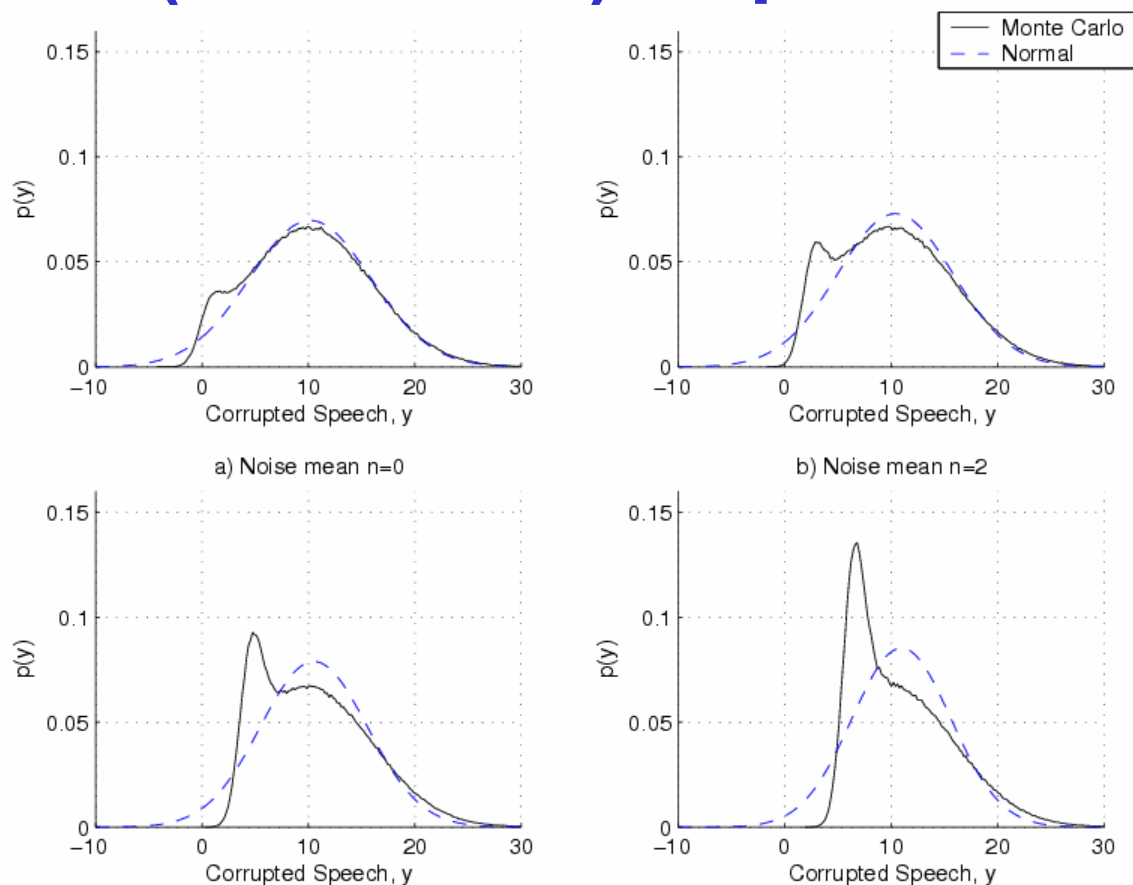 Monte Carlo
Normal
0.15
0.1
0.05
0
p(y)
−10 0 10 20 30
Corrupted Speech, y
a) Noise mean n=0
0.15
0.1
0.05
0
p(y)
−10 0 10 20 30
Corrupted Speech, y
b) Noise mean n=2
0.15
0.1
0.05
0
p(y)
−10 0 10 20 30
Corrupted Speech, y
0.15
0.1
0.05
0
p(y)
−10 0 10 20 30
Corrupted Speech, y